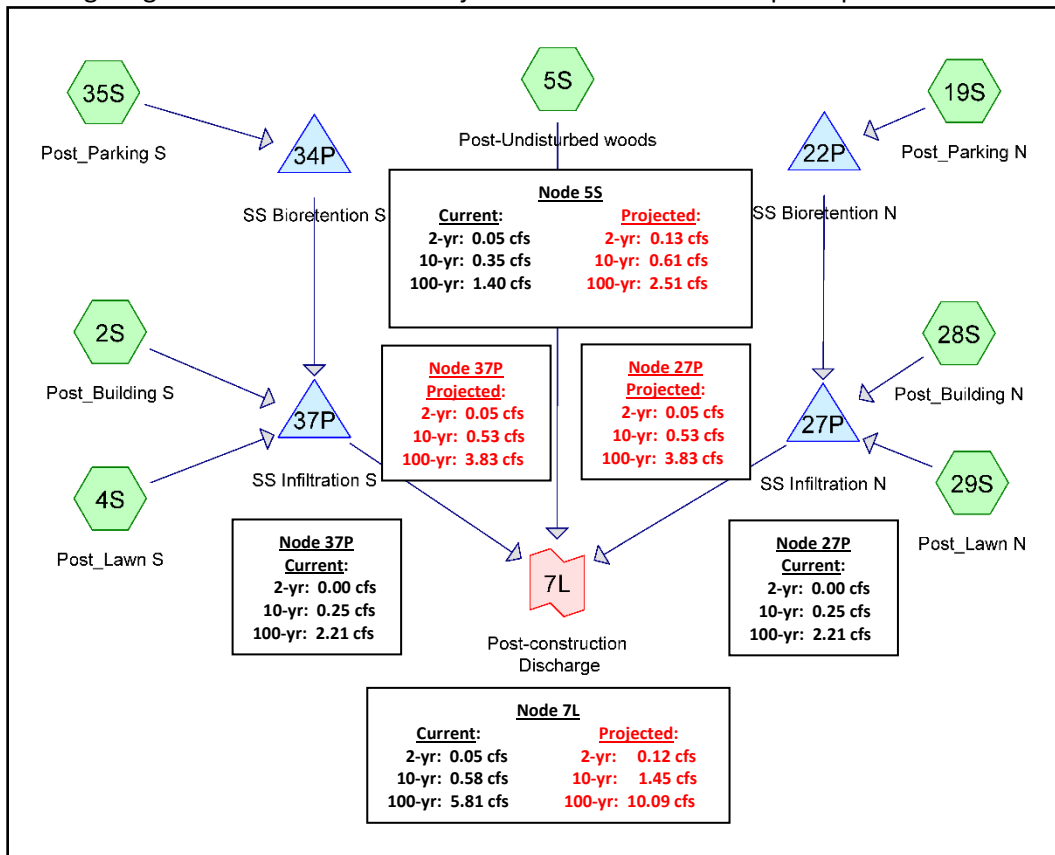 35S
5S
19S
Post_Parking S
34P
Post-Undisturbed woods
22P
Post_Parking N
SS Bioretention S
SS Bioretention N
Node 5S
Current: Projected:
2-yr: 0.05 cfs 2-yr: 0.13 cfs
10-yr: 0.35 cfs 10-yr: 0.61 cfs
100-yr: 1.40 cfs 100-yr: 2.51 cfs
2S
28S
Post_Building S
Post_Building N
Node 37P
Projected:
2-yr: 0.05 cfs
10-yr: 0.53 cfs
100-yr: 3.83 cfs
Node 27P
Projected:
2-yr: 0.05 cfs
10-yr: 0.53 cfs
100-yr: 3.83 cfs
37P
27P
SS Infiltration S
SS Infiltration N
4S
29S
Post_Lawn S
Post_Lawn N
Node 37P
Current:
2-yr: 0.00 cfs
10-yr: 0.25 cfs
100-yr: 2.21 cfs
7L
Post-construction
Discharge
Node 27P
Current:
2-yr: 0.00 cfs
10-yr: 0.25 cfs
100-yr: 2.21 cfs
Node 7L
Current: Projected:
2-yr: 0.05 cfs 2-yr: 0.12 cfs
10-yr: 0.58 cfs 10-yr: 1.45 cfs
100-yr: 5.81 cfs 100-yr: 10.09 cfs